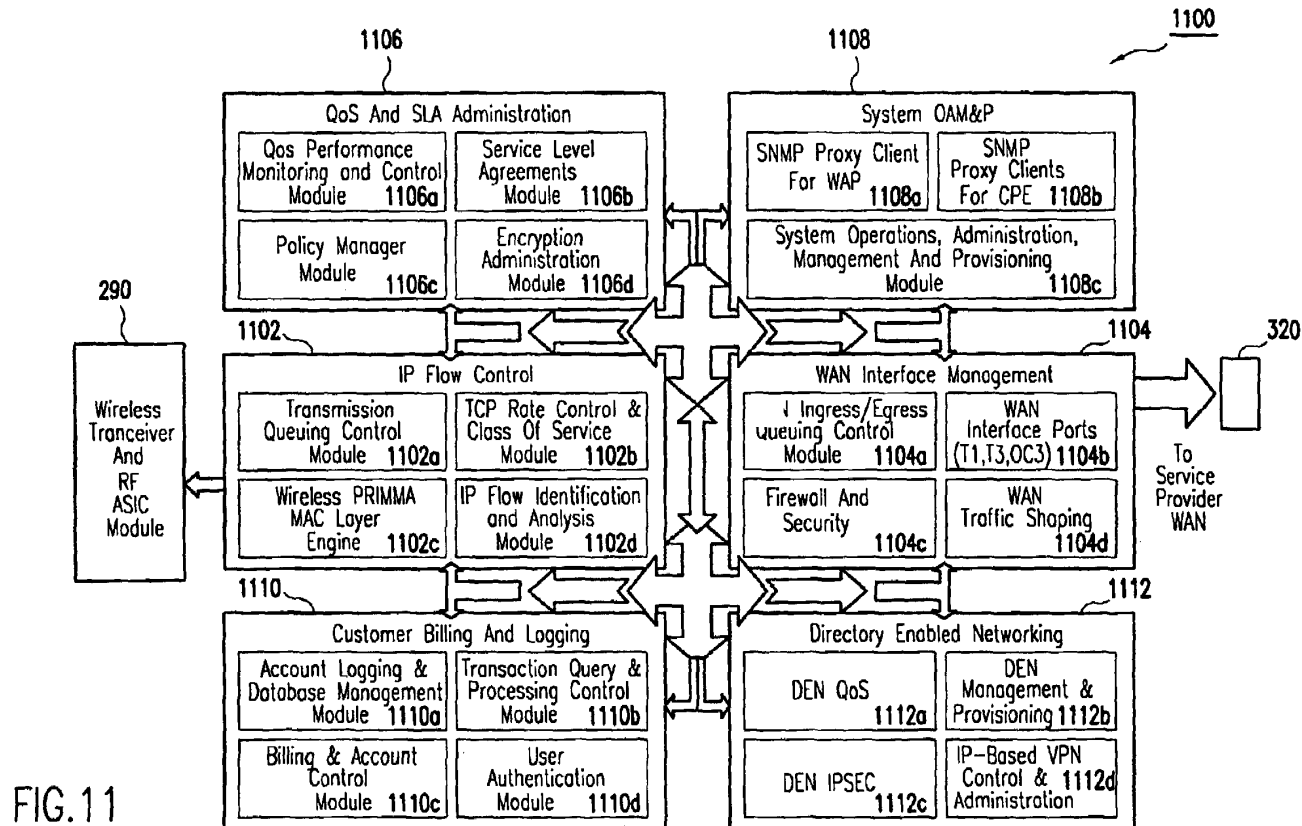 1106
1108
1100
QoS And SLA Administration
Qos Performance
Monitoring and Control
Module 1106a
Service Level
Agreements
Module 1106b
Policy Manager
Module
1106c
Encryption
Administration
Module 1106d
System OAM&P
SNMP Proxy Client
For WAP
1108a
SNMP
Proxy Clients
For CPE 1108b
System Operations, Administration,
Management And Provisioning
Module 1108c
290
Wireless
Tranceiver
And
RF
ASIC
Module
1102
IP Flow Control
Transmission
Queuing Control
Module 1102a
TCP Rate Control &
Class Of Service
Module 1102b
Wireless PRIMMA
MAC Layer
Engine 1102c
IP Flow Identification
and Analysis
Module 1102d
1104
WAN Interface Management
Ingress/Egress
Queuing Control
Module 1104a
WAN
Interface Ports
(T1,T3,OC3) 1104b
Firewall And
Security
1104c
WAN
Traffic Shaping
1104d
320
To
Service
Provider
WAN
1110
Customer Billing And Logging
Account Logging &
Database Management
Module 1110a
Transaction Query &
Processing Control
Module 1110b
Billing & Account
Control
Module 1110c
User
Authentication
Module 1110d
1112
Directory Enabled Networking
DEN QoS
1112a
DEN
Management &
Provisioning 1112b
DEN IPSEC
1112c
IP-Based VPN
Control & 1112d
Administration
FIG.11